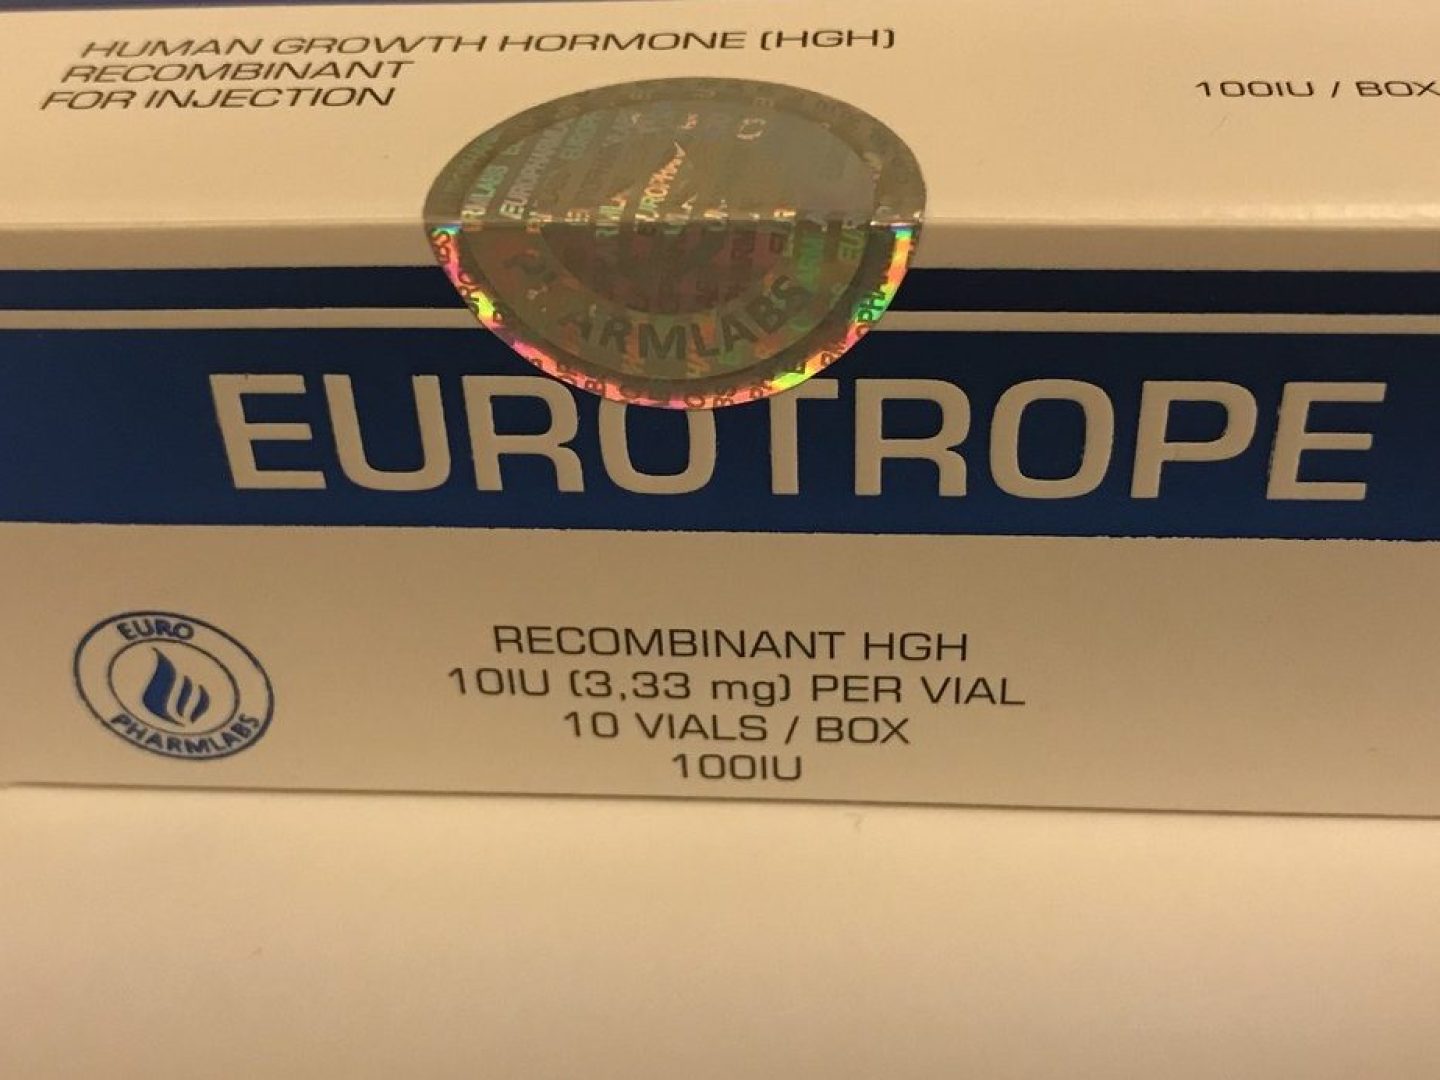 HUMAN GROWTH HORMONE (HGH)
RECOMBINANT
FOR INJECTION
100IU / BOX
PHARMLABS
EUROTROPE
EURO
PHARMLABS
RECOMBINANT HGH
10IU (3,33 mg) PER VIAL
10 VIALS / BOX
100IU